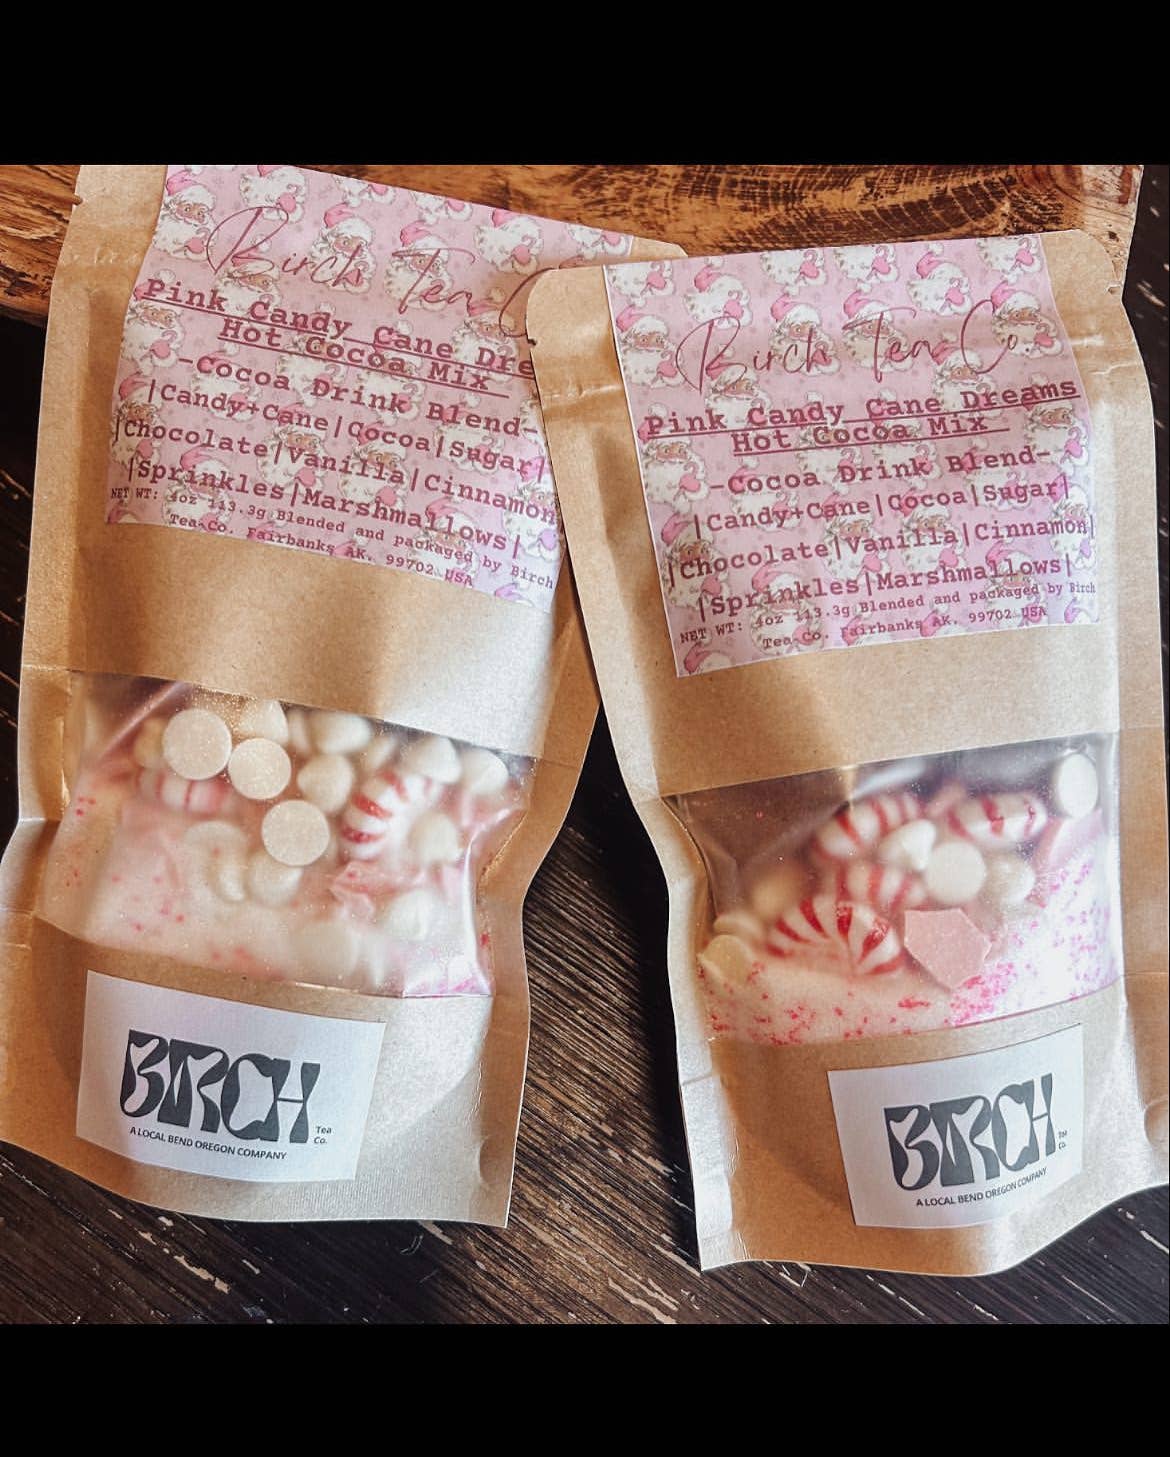 Birch Tea C
Pink Candy Cane Dre
Hot Cocoa Mix
-Cocoa Drink Blend-
|Candy+Cane|Cocoa|Sugar|
|Chocolate|Vanilla|Cinnamon
|Sprinkles|Marshmallows|
NET WT: 4oz 113.3g Blended and packaged by Birch
Tea Co. Fairbanks AK. 99702 USA
BIRCH Tea Co.
A LOCAL BEND OREGON COMPANY
Birch Tea Co
Pink Candy Cane Dreams
Hot Cocoa Mix
-Cocoa Drink Blend-
|Candy+Cane|Cocoa|Sugar|
|Chocolate|Vanilla|Cinnamon|
|Sprinkles|Marshmallows|
NET WT: 4oz 113.3g Blended and packaged by Birch
Tea Co. Fairbanks AK. 99702 USA
BIRCH Tea Co.
A LOCAL BEND OREGON COMPANY